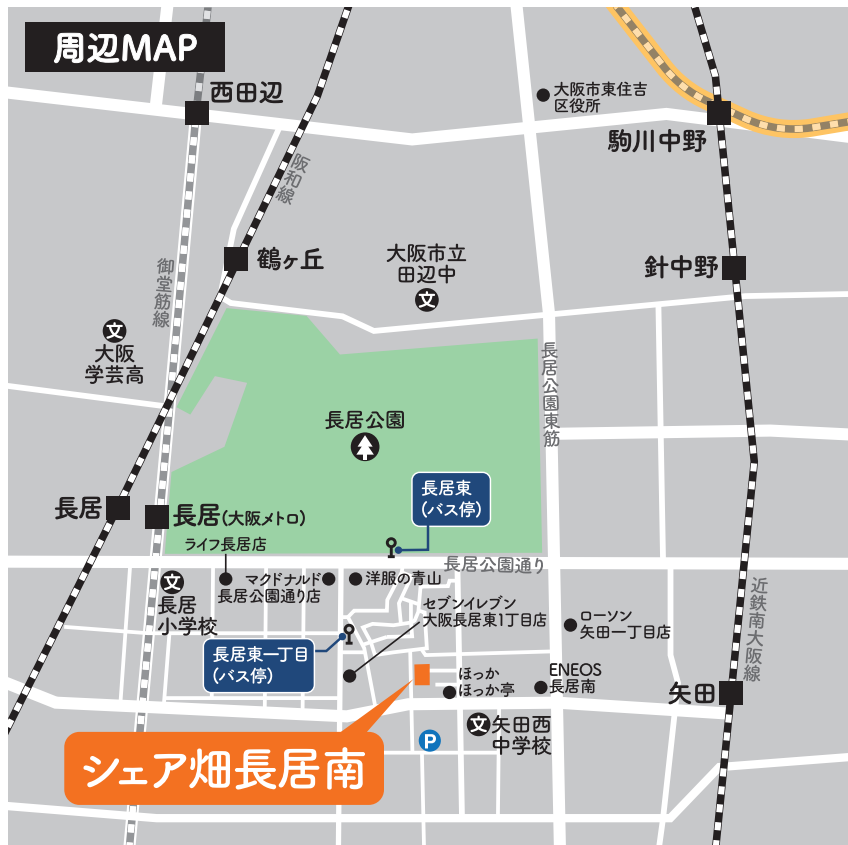 周辺MAP
西田辺
大阪市東住吉
区役所
駒川中野
阪和線
鶴ヶ丘
大阪市立
田辺中
文
針中野
御堂筋線
文
大阪
学芸高
長居公園東筋
長居公園
長居東
(バス停)
長居
長居(大阪メトロ)
ライフ長居店
長居公園通り
マクドナルド
長居公園通り店
洋服の青山
文
長居
小学校
セブンイレブン
大阪長居東1丁目店
ローソン
矢田一丁目店
近鉄南大阪線
長居東一丁目
(バス停)
ほっか
ほっか亭
ENEOS
長居南
矢田
文
矢田西
中学校
P
シェア畑長居南